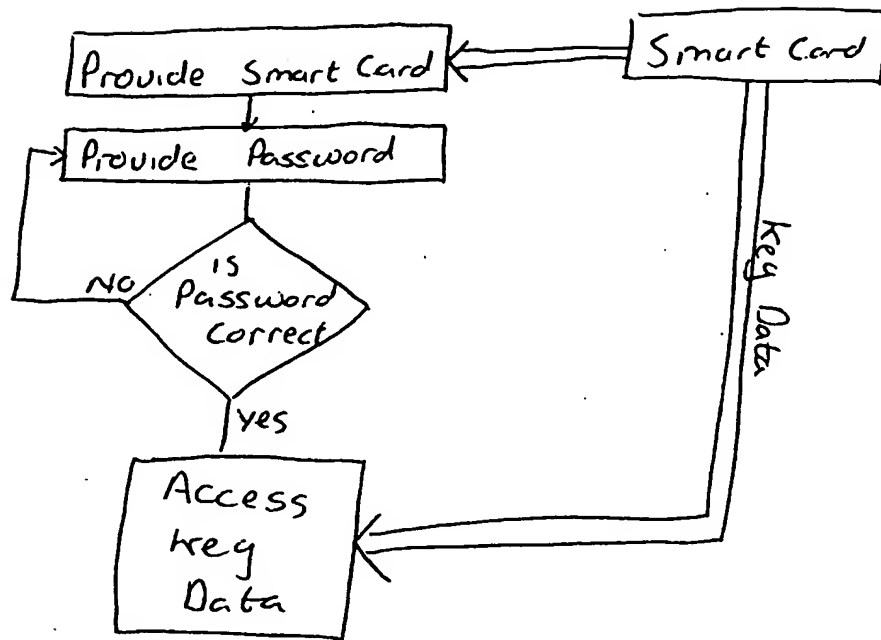 Provide Smart Card
Smart Card
Provide Password
Is
Password
Correct
No
Yes
Key Data
Access
Key
Data